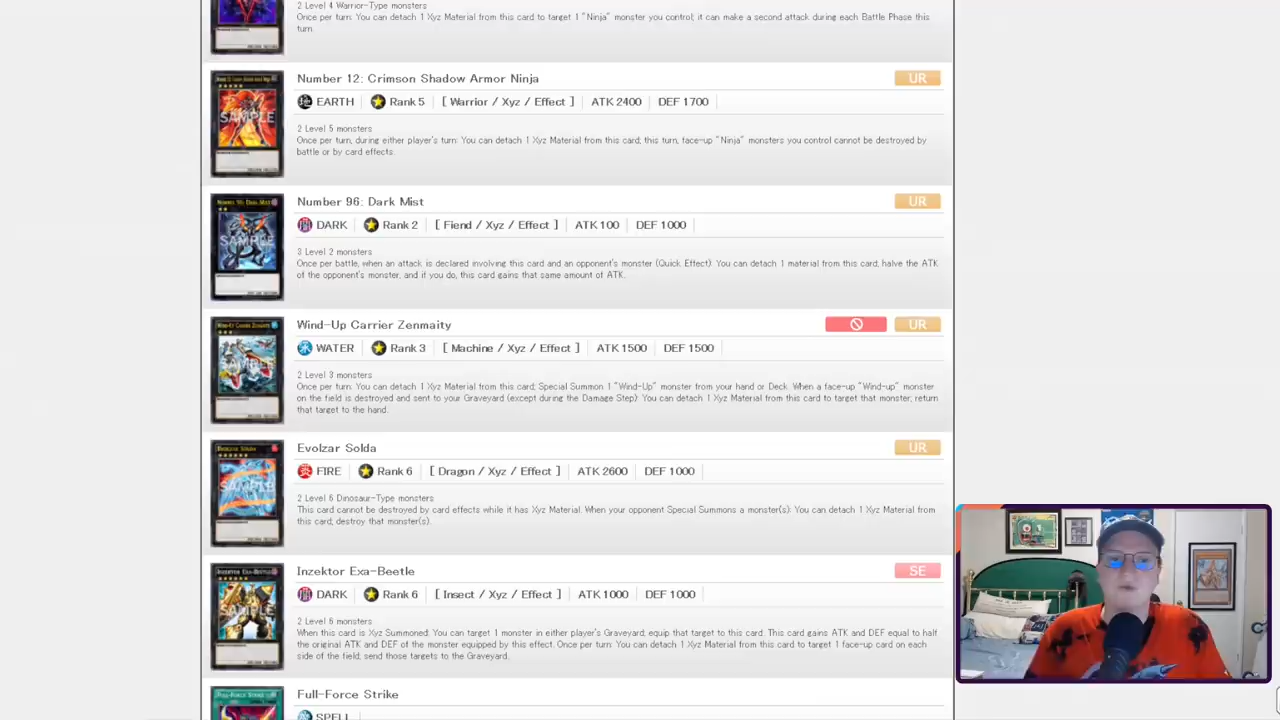 2 Level 4 Warrior-Type monsters
Once per turn: You can detach 1 Xyz Material from this card to target 1 "Ninja" monster you control; it can make a second attack during each Battle Phase this
turn.
Number 12: Crimson Shadow Armor Ninja
UR
EARTH Rank 5 [ Warrior / Xyz / Effect ] ATK 2400 DEF 1700
SAMPLE
2 Level 5 monsters
Once per turn, during either player's turn: You can detach 1 Xyz Material from this card; this turn, face-up "Ninja" monsters you control cannot be destroyed by
battle or by card effects.
Number 96: Dark Mist
UR
DARK Rank 2 [ Fiend / Xyz / Effect ] ATK 100 DEF 1000
SAMPLE
3 Level 2 monsters
Once per battle, when an attack is declared involving this card and an opponent's monster (Quick Effect): You can detach 1 material from this card; halve the ATK
of the opponent's monster, and if you do, this card gains that same amount of ATK.
Wind-Up Carrier Zenmaity
WATER Rank 3 [ Machine / Xyz / Effect ] ATK 1500 DEF 1500
SAMPLE
2 Level 3 monsters
Once per turn: You can detach 1 Xyz Material from this card; Special Summon 1 "Wind-Up" monster from your hand or Deck. When a face-up "Wind-up" monster
on the field is destroyed and sent to your Graveyard (except during the Damage Step): You can detach 1 Xyz Material from this card to target that monster; return
that target to the hand.
Evolzar Solda
UR
FIRE Rank 6 [ Dragon / Xyz / Effect ] ATK 2600 DEF 1000
SAMPLE
2 Level 6 Dinosaur-Type monsters
This card cannot be destroyed by card effects while it has Xyz Material. When your opponent Special Summons a monster(s): You can detach 1 Xyz Material from
this card; destroy that monster(s).
Inzektor Exa-Beetle
SE
DARK Rank 6 [ Insect / Xyz / Effect ] ATK 1000 DEF 1000
SAMPLE
2 Level 6 monsters
When this card is Xyz Summoned: You can target 1 monster in either player's Graveyard; equip that target to this card. This card gains ATK and DEF equal to half
the original ATK and DEF of the monster equipped by this effect. Once per turn: You can detach 1 Xyz Material from this card to target 1 face-up card on each
side of the field; send those targets to the Graveyard.
Full-Force Strike
SPELL